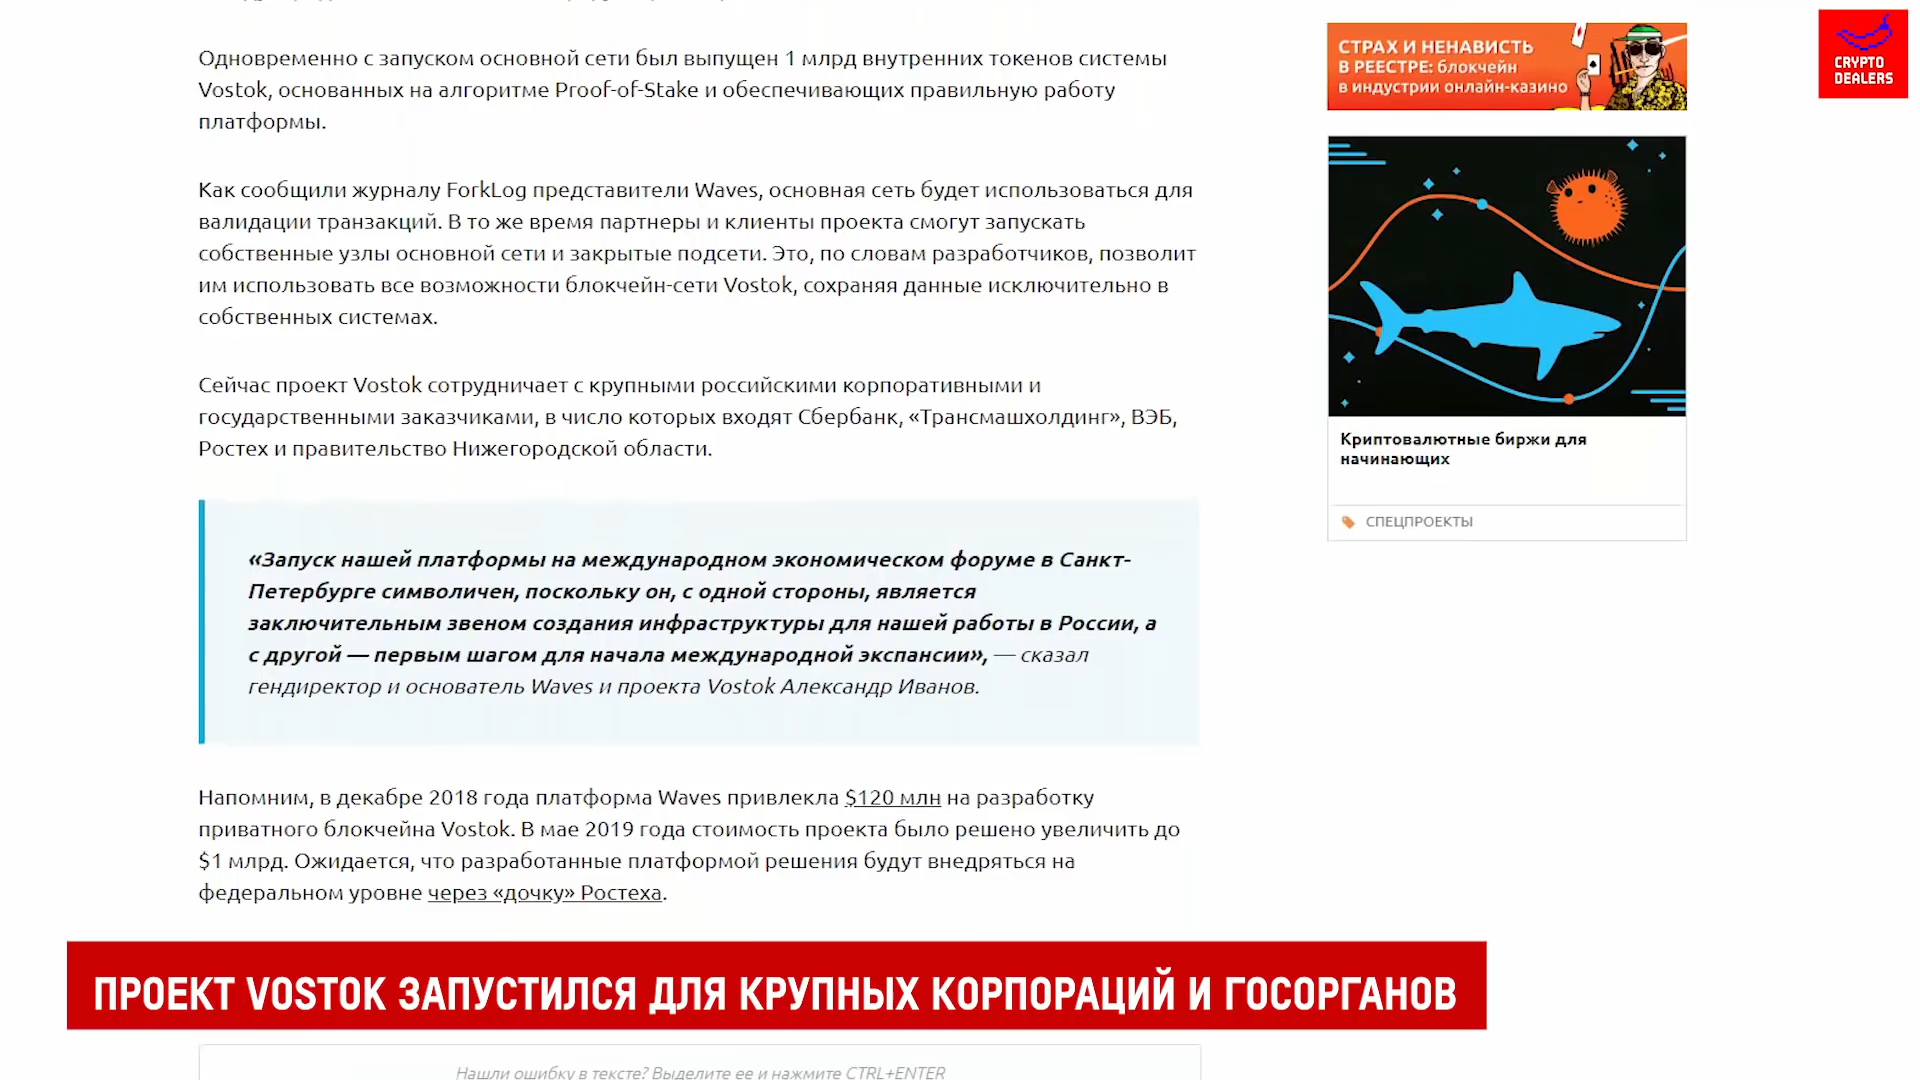 Одновременно с запуском основной сети был выпущен 1 млрд внутренних токенов системы
Vostok, основанных на алгоритме Proof-of-Stake и обеспечивающих правильную работу
платформы.
Как сообщили журналу ForkLog представители Waves, основная сеть будет использоваться для
валидации транзакций. В то же время партнеры и клиенты проекта смогут запускать
собственные узлы основной сети и закрытые подсети. Это, по словам разработчиков, позволит
им использовать все возможности блокчейн-сети Vostok, сохраняя данные исключительно в
собственных системах.
Сейчас проект Vostok сотрудничает с крупными российскими корпоративными и
государственными заказчиками, в число которых входят Сбербанк, «Трансмашхолдинг», ВЭБ,
Ростех и правительство Нижегородской области.
«Запуск нашей платформы на международном экономическом форуме в Санкт-
Петербурге символичен, поскольку он, с одной стороны, является
заключительным звеном создания инфраструктуры для нашей работы в России, а
с другой — первым шагом для начала международной экспансии», — сказал
гендиректор и основатель Waves и проекта Vostok Александр Иванов.
Напомним, в декабре 2018 года платформа Waves привлекла $120 млн на разработку
приватного блокчейна Vostok. В мае 2019 года стоимость проекта было решено увеличить до
$1 млрд. Ожидается, что разработанные платформой решения будут внедряться на
федеральном уровне через «дочку» Ростеха.
ПРОЕКТ VOSTOK ЗАПУСТИЛСЯ ДЛЯ КРУПНЫХ КОРПОРАЦИЙ И ГОСОРГАНОВ
Нашли ошибку в тексте? Выделите ее и нажмите CTRL+ENTER
СТРАХ И НЕНАВИСТЬ
В РЕЕСТРЕ: блокчейн
в индустрии онлайн-казино
Криптовалютные биржи для
начинающих
СПЕЦПРОЕКТЫ
CRYPTO
DEALERS